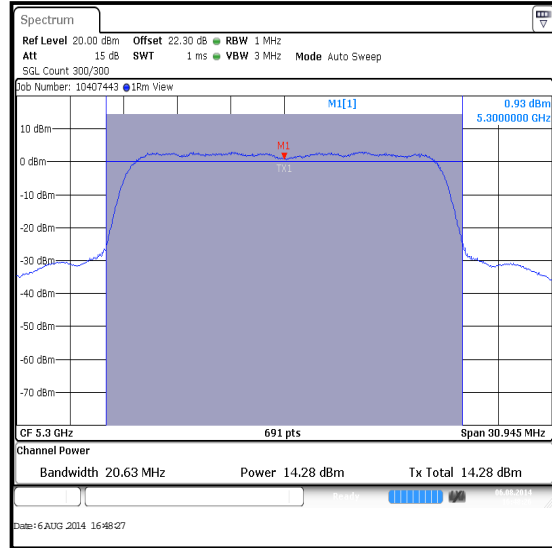 Spectrum
Ref Level 20.00 dBm Offset 22.30 dB RBW 1 MHz
Att 15 dB SWT 1 ms VBW 3 MHz Mode Auto Sweep
SGL Count 300/300
Job Number: 10407443 1Rm View
M1[1] 0.93 dBm
5.3000000 GHz
10 dBm
M1
0 dBm
TX1
-10 dBm
-20 dBm
-30 dBm
-40 dBm
-50 dBm
-60 dBm
-70 dBm
CF 5.3 GHz 691 pts Span 30.945 MHz
Channel Power
Bandwidth 20.63 MHz Power 14.28 dBm Tx Total 14.28 dBm
Ready 06.08.2014
Date: 6.AUG.2014 16:48:27